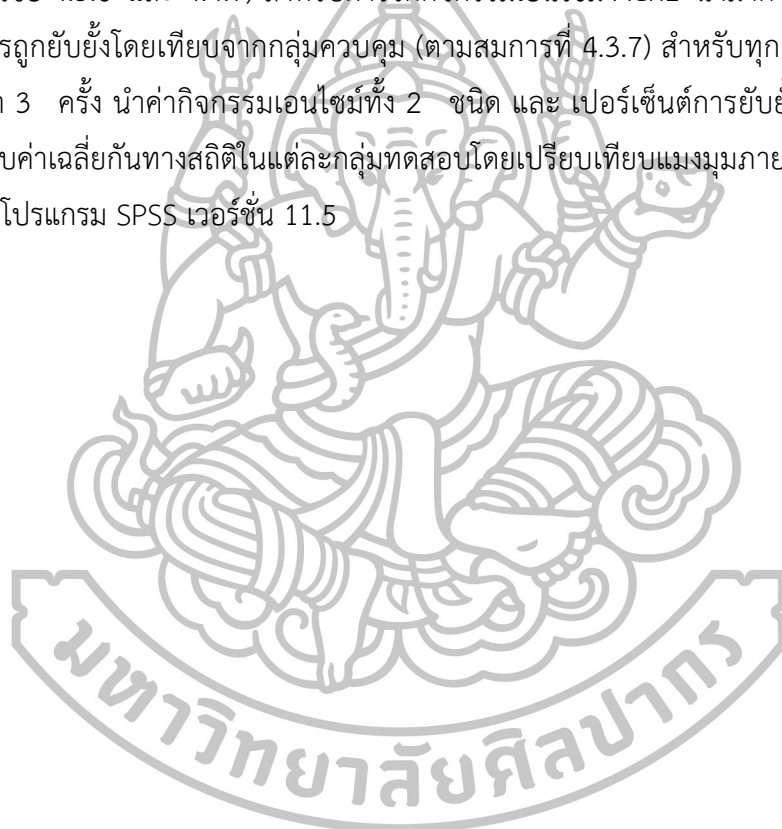 และ
รถูกยับยั้งโดยเทียบจากกลุ่มควบคุม (ตามสมการที่ 4.3.7) สำหรับทุก
3 ครั้ง นำค่ากิจกรรมเอนไซม์ทั้ง 2 ชนิด และ เปอร์เซ็นต์การยับยั้
บค่าเฉลี่ยกันทางสถิติในแต่ละกลุ่มทดสอบโดยเปรียบเทียบแมงมุมภาย
โปรแกรม SPSS เวอร์ชั่น 11.5
มหาวิทยาลัยศิลปากร